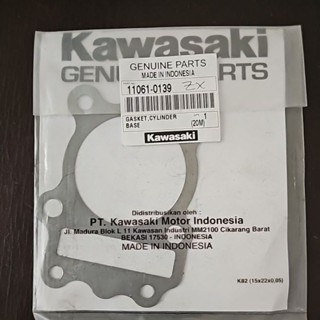 Kawasaki
GENUINE PARTS
GENUINE PARTS
MADE IN INDONESIA
11061-0139 ZX
GASKET,CYLINDER 1
BASE (20M)
Kawasaki
Didistribusikan oleh :
PT. Kawasaki Motor Indonesia
Jl. Madura Blok L 11 Kawasan Industri MM2100 Cikarang Barat
BEKASI 17530 - INDONESIA
MADE IN INDONESIA
K82 (15x22x0,05)